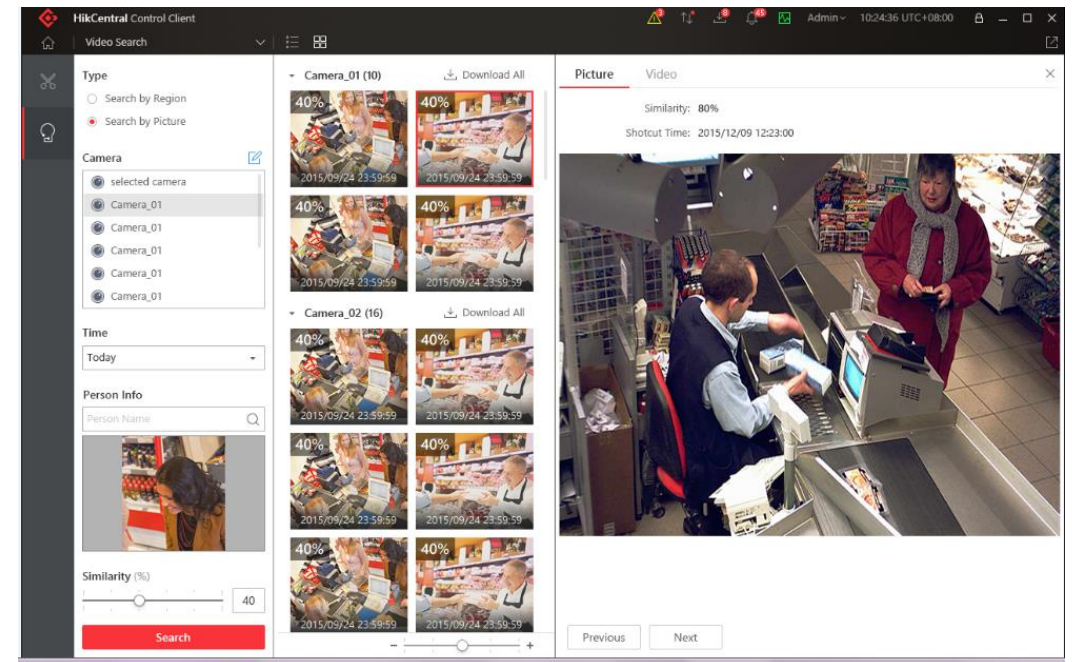 HikCentral Control Client
3
8
45
Admin
10:24:36 UTC+08:00
Video Search
Type
Search by Region
Search by Picture
Camera
selected camera
Camera_01
Camera_01
Camera_01
Camera_01
Camera_01
Time
Today
Person Info
Person Name
Similarity (%)
40
Search
Camera_01 (10)
Download All
40%
40%
2015/09/24 23:59:59
2015/09/24 23:59:59
40%
40%
2015/09/24 23:59:59
2015/09/24 23:59:59
Camera_02 (16)
Download All
40%
40%
2015/09/24 23:59:59
2015/09/24 23:59:59
40%
40%
2015/09/24 23:59:59
2015/09/24 23:59:59
40%
40%
2015/09/24 23:59:59
2015/09/24 23:59:59
Picture
Video
Similarity: 80%
Shotcut Time: 2015/12/09 12:23:00
Previous
Next